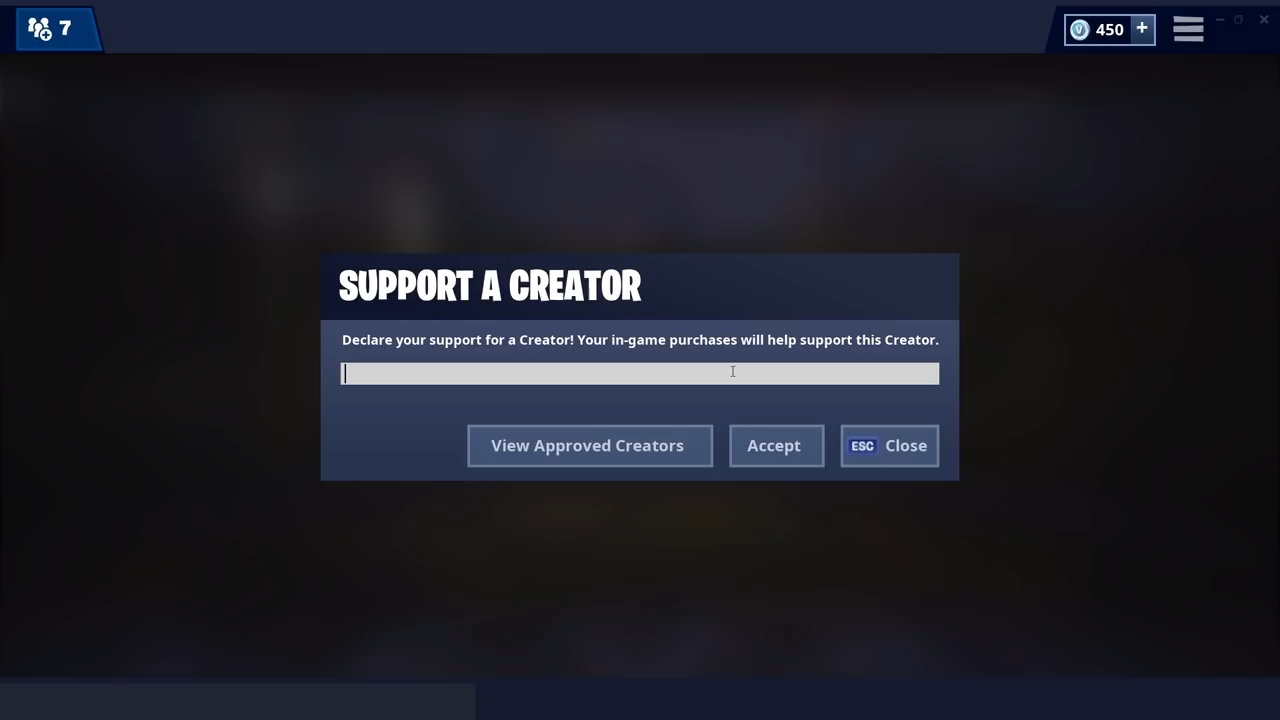 7
450 +
SUPPORT A CREATOR
Declare your support for a Creator! Your in-game purchases will help support this Creator.
View Approved Creators
Accept
ESC Close